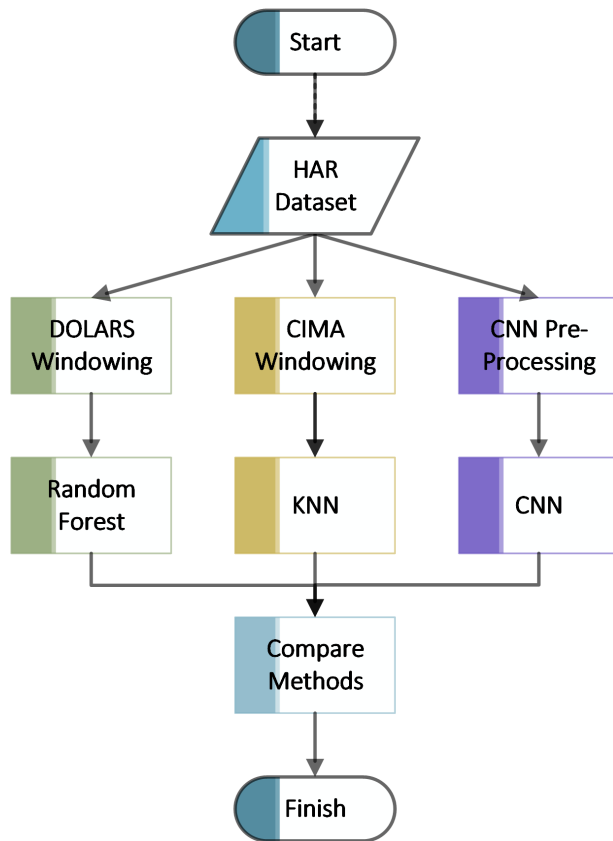 Start
HAR
Dataset
DOLARS
Windowing
CIMA
Windowing
CNN Pre-
Processing
Random
Forest
KNN
CNN
Compare
Methods
Finish